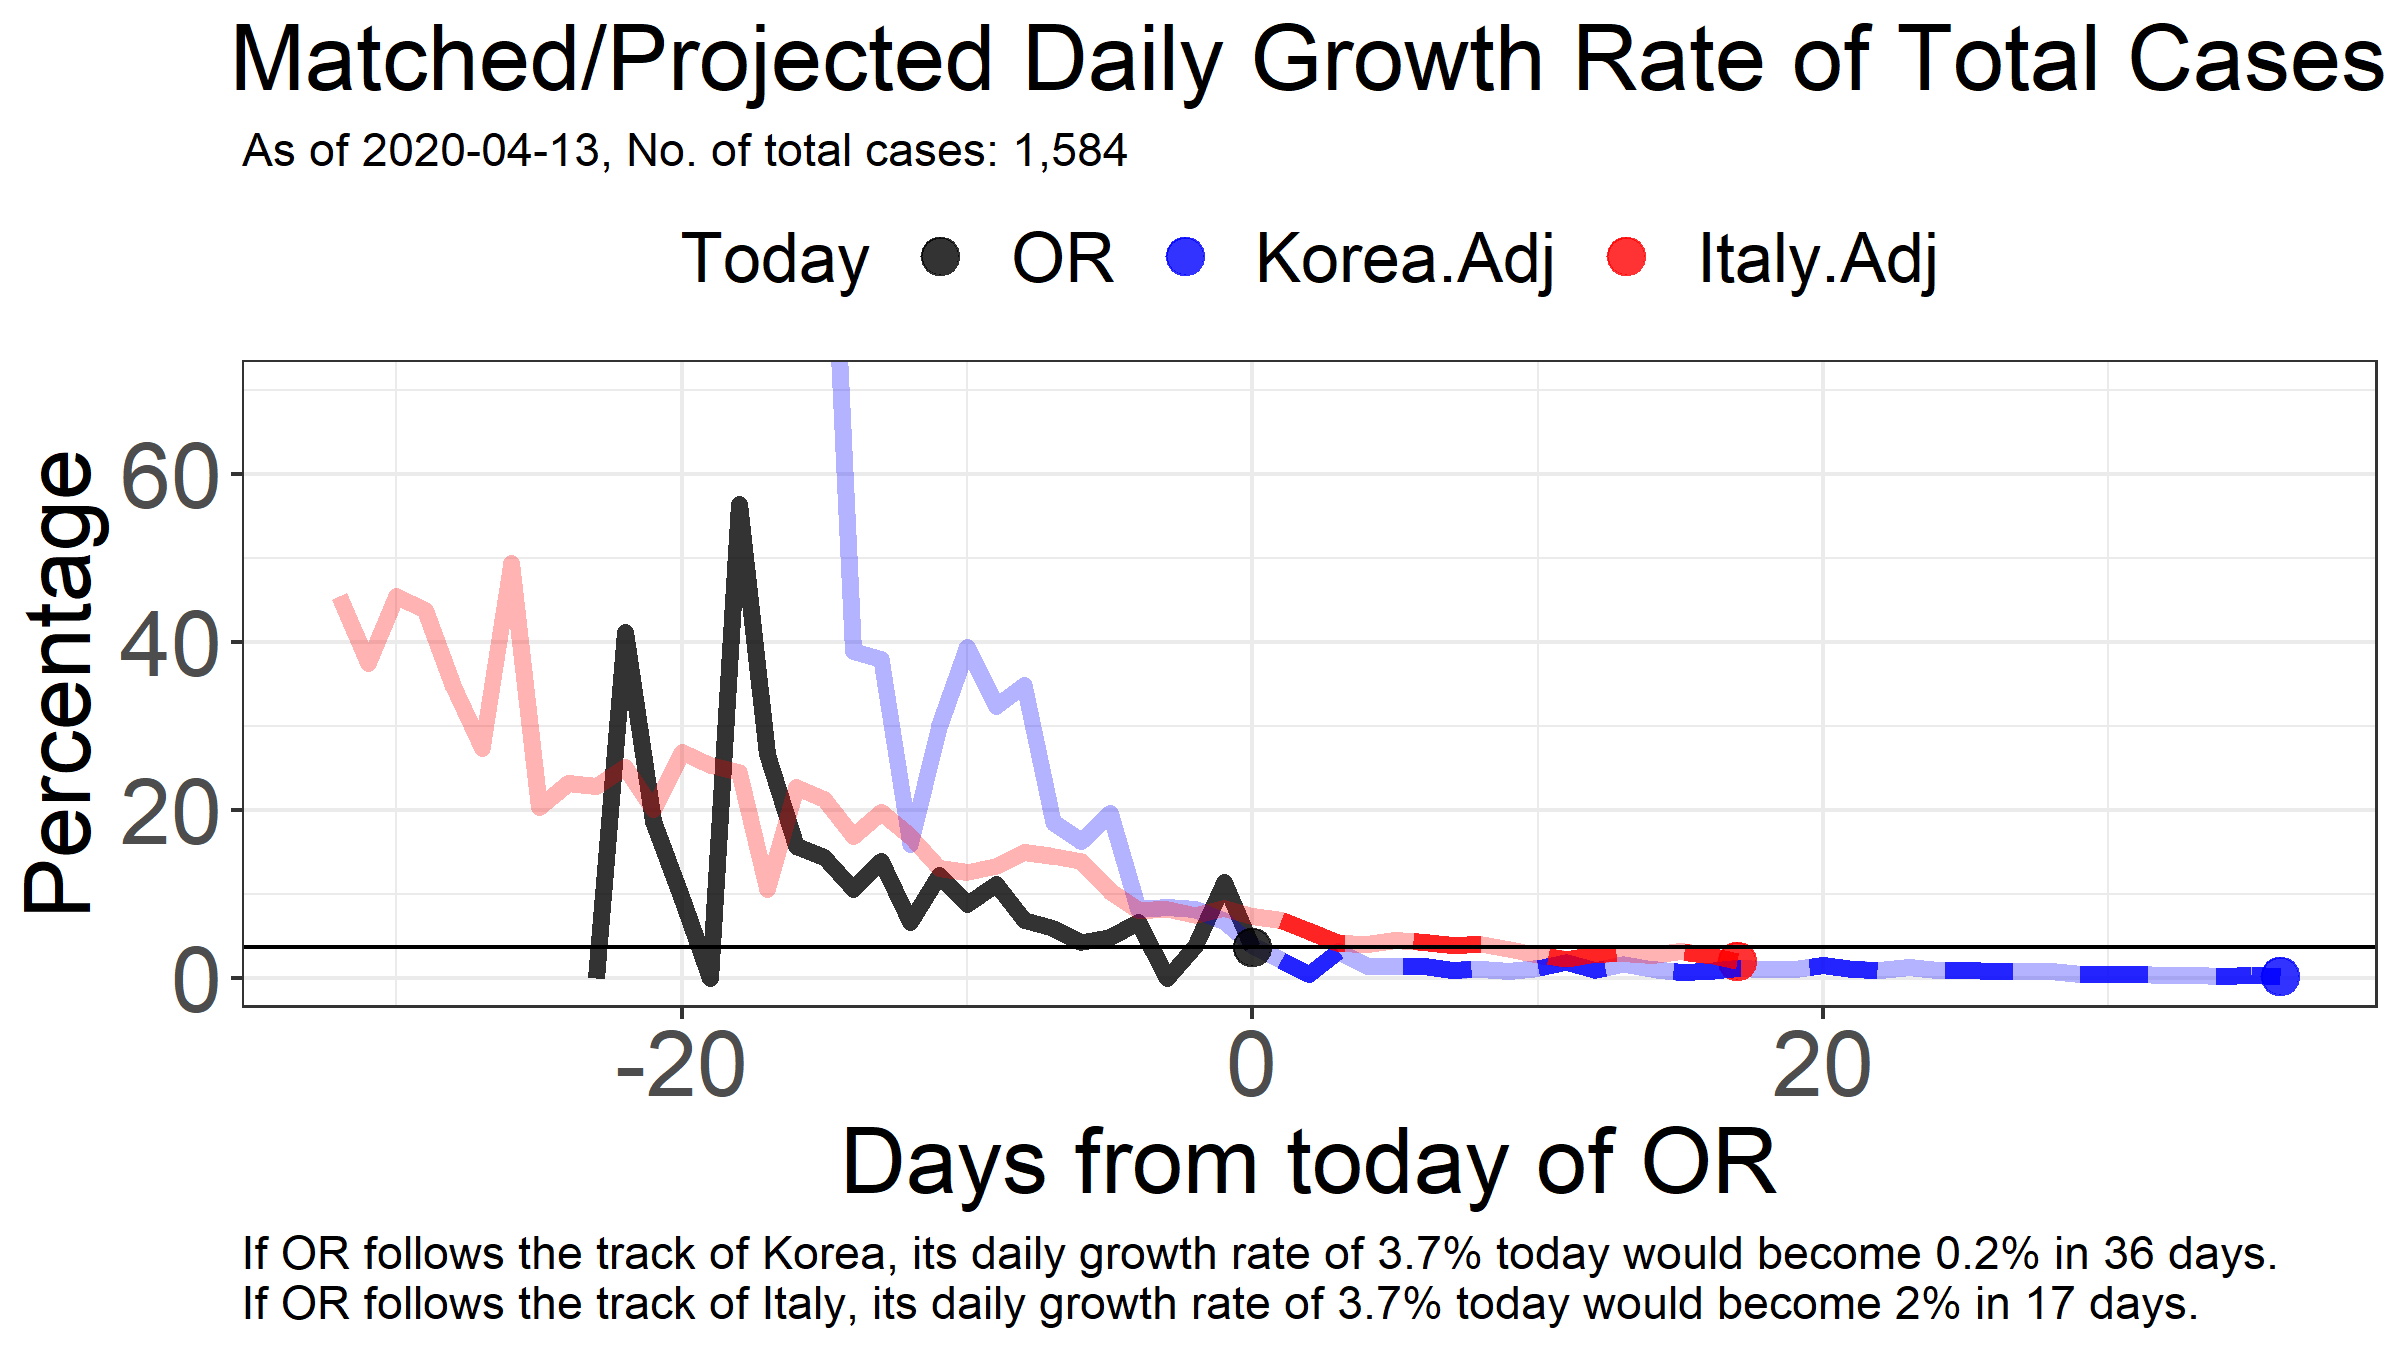 Matched/Projected Daily Growth Rate of Total Cases
As of 2020-04-13, No. of total cases: 1,584
Today OR Korea.Adj Italy.Adj
Percentage
60
40
20
0
-20 0 20
Days from today of OR
If OR follows the track of Korea, its daily growth rate of 3.7% today would become 0.2% in 36 days.
If OR follows the track of Italy, its daily growth rate of 3.7% today would become 2% in 17 days.